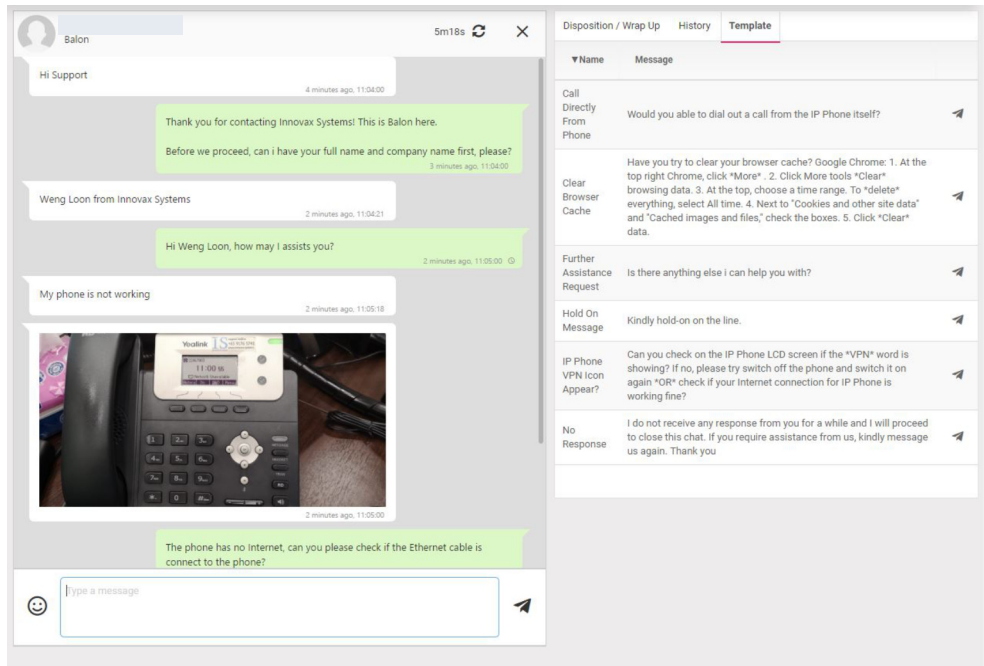 Balon
5m18s
Hi Support
4 minutes ago, 11:04:00
Thank you for contacting Innovax Systems! This is Balon here.
Before we proceed, can i have your full name and company name first, please?
3 minutes ago, 11:04:00
Weng Loon from Innovax Systems
2 minutes ago, 11:04:21
Hi Weng Loon, how may I assists you?
2 minutes ago, 11:05:00
My phone is not working
2 minutes ago, 11:05:18
Yealink
11:00
1
2
3
4
5
6
7
8
9
0
2 minutes ago, 11:05:00
The phone has no Internet, can you please check if the Ethernet cable is
connect to the phone?
Type a message
Disposition / Wrap Up
History
Template
▼Name
Message
Call
Directly
From
Phone
Would you able to dial out a call from the IP Phone itself?
Clear
Browser
Cache
Have you try to clear your browser cache? Google Chrome: 1. At the
top right Chrome, click *More* . 2. Click More tools *Clear*
browsing data. 3. At the top, choose a time range. To *delete*
everything, select All time. 4. Next to "Cookies and other site data"
and "Cached images and files," check the boxes. 5. Click *Clear*
data.
Further
Assistance
Request
Is there anything else i can help you with?
Hold On
Message
Kindly hold-on on the line.
IP Phone
VPN Icon
Appear?
Can you check on the IP Phone LCD screen if the *VPN* word is
showing? If no, please try switch off the phone and switch it on
again *OR* check if your Internet connection for IP Phone is
working fine?
No
Response
I do not receive any response from you for a while and I will proceed
to close this chat. If you require assistance from us, kindly message
us again. Thank you